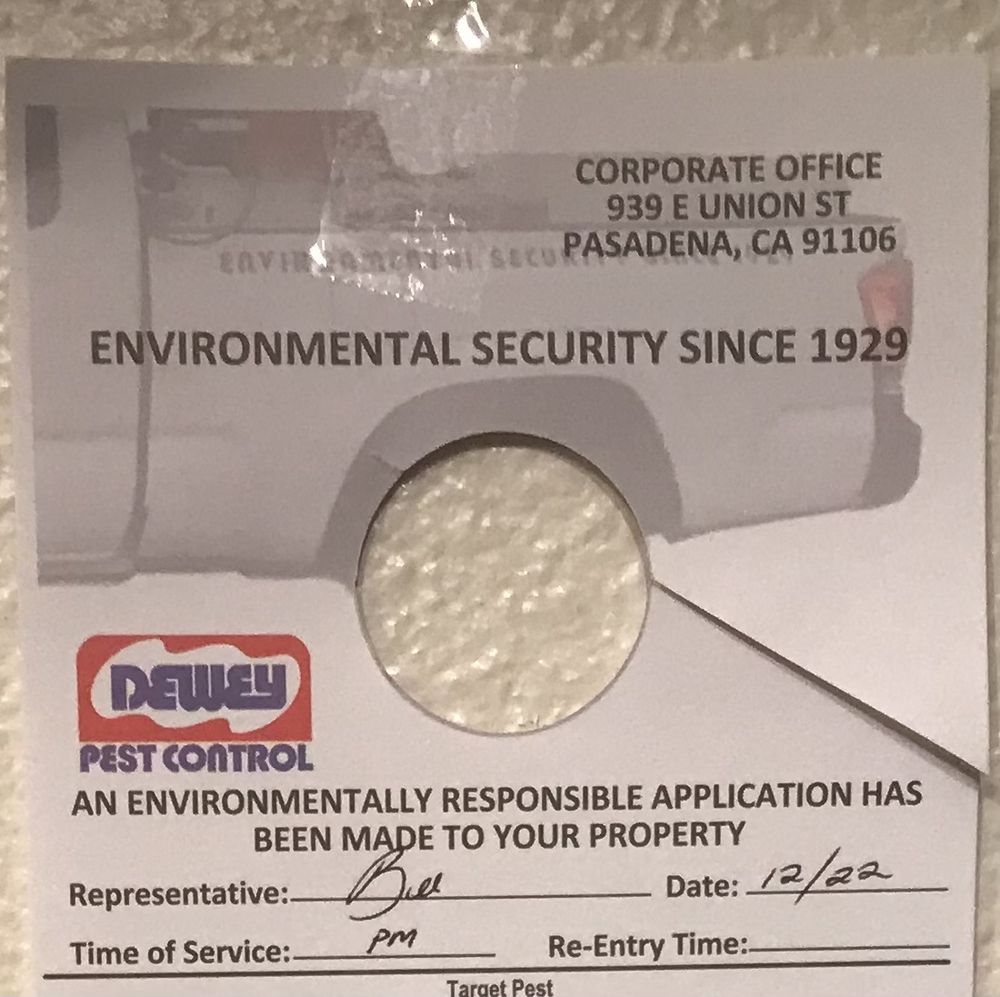 CORPORATE OFFICE
939 E UNION ST
PASADENA, CA 91106
ENVIRONMENTAL SECURITY SINCE 1929
DEWEY
PEST CONTROL
AN ENVIRONMENTALLY RESPONSIBLE APPLICATION HAS
BEEN MADE TO YOUR PROPERTY
Representative: Bill Date: 12/22
Time of Service: PM Re-Entry Time:
Target Pest